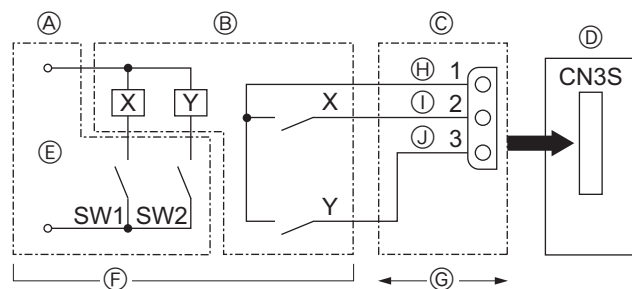 Ⓐ Ⓑ Ⓒ Ⓓ
CN3S
Ⓗ 1
X Y X Ⓘ 2
Ⓙ 3
Ⓔ
SW1 SW2 Y
Ⓕ Ⓖ